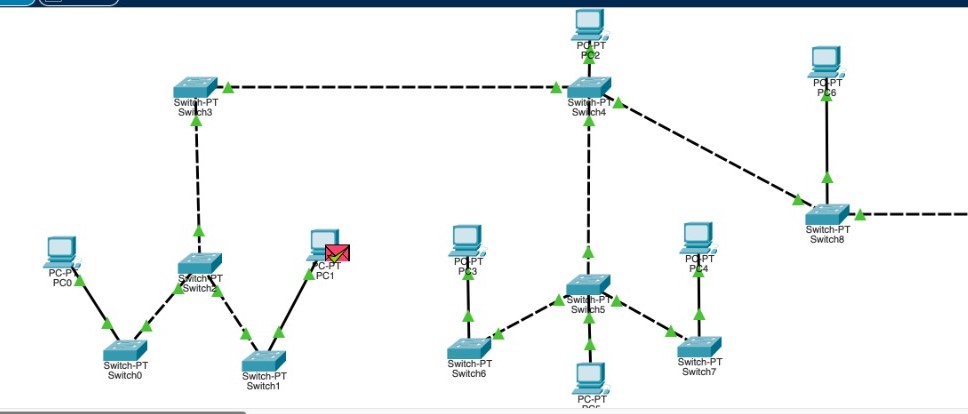 PC-PT
PC2
PC-PT
PC6
Switch-PT
Switch3
Switch-PT
Switch4
Switch-PT
Switch8
PC-PT
PC0
PC-PT
PC1
Switch-PT
Switch2
PC-PT
PC3
PC-PT
PC4
Switch-PT
Switch5
Switch-PT
Switch0
Switch-PT
Switch1
Switch-PT
Switch6
Switch-PT
Switch7
PC-PT